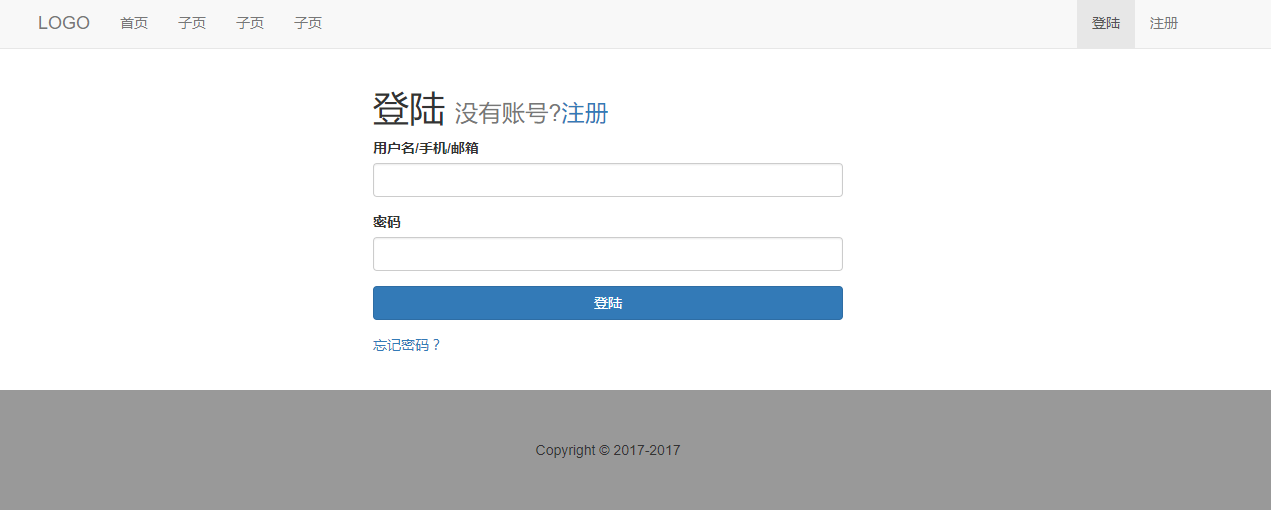 LOGO 首页 子页 子页 子页 登陆 注册
登陆 没有账号?注册
用户名/手机/邮箱
密码
登陆
忘记密码？
Copyright © 2017-2017